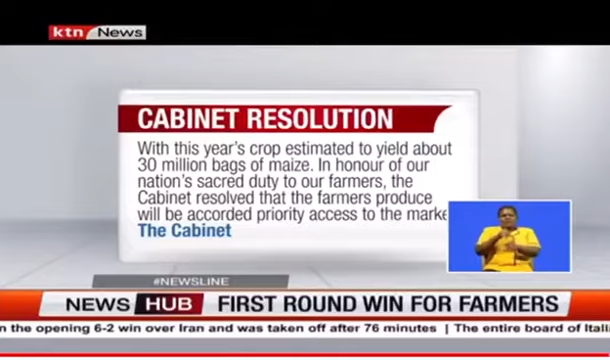 ktn News
CABINET RESOLUTION
With this year's crop estimated to yield about
30 million bags of maize. In honour of our
nation's sacred duty to our farmers, the
Cabinet resolved that the farmers produce
will be accorded priority access to the
The Cabinet
#NEWSLINE
NEWS HUB FIRST ROUND WIN FOR FARMERS
the opening 6-2 win over Iran and was taken off after 76 minutes | The entire board of